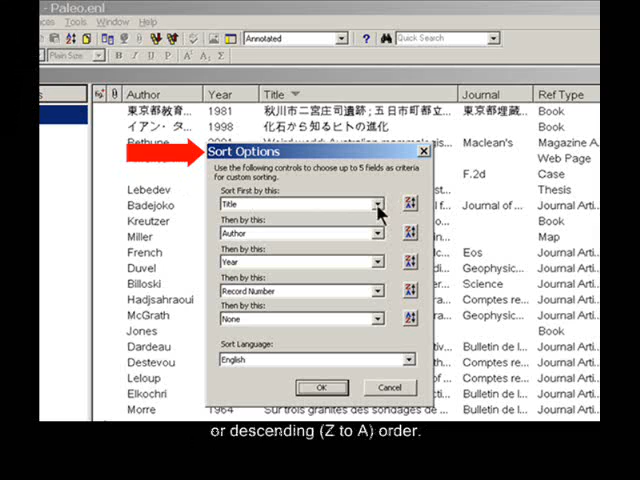 - Paleo.enl
Tools Window Help
Annotated Quick Search
Plain Size B I U P
Author Year Title Journal Ref Type
東京都教育... 1981 秋川市二宮庄司遺跡; 五日市町都立... 東京都埋蔵... Book
イアン・タ... 1998 化石から知るヒトの進化 Book
Bethune Maclean's Magazine A...
Web Page
F.2d Case
Lebedev Thesis
Badejoko Journal of... Journal Arti...
Kreutzer Book
Miller Map
French Eos Journal Arti...
Duvel Geophysic... Journal Arti...
Billoski Science Journal Arti...
Hadjsahraoui Comptes re... Journal Arti...
McGrath Geophysic... Journal Arti...
Jones Book
Dardeau Bulletin de l... Journal Arti...
Destevou Comptes re... Journal Arti...
Leloup Comptes re... Journal Arti...
Elkochri Bulletin de l... Journal Arti...
Morre 1964 Sur trois granites des sondages de... Bulletin de l... Journal Arti...
Sort Options
Use the following controls to choose up to 5 fields as criteria
for custom sorting.
Sort First by this:
Title
Then by this:
Author
Then by this:
Year
Then by this:
Record Number
Then by this:
None
Sort Language:
English
OK Cancel
or descending (Z to A) order.